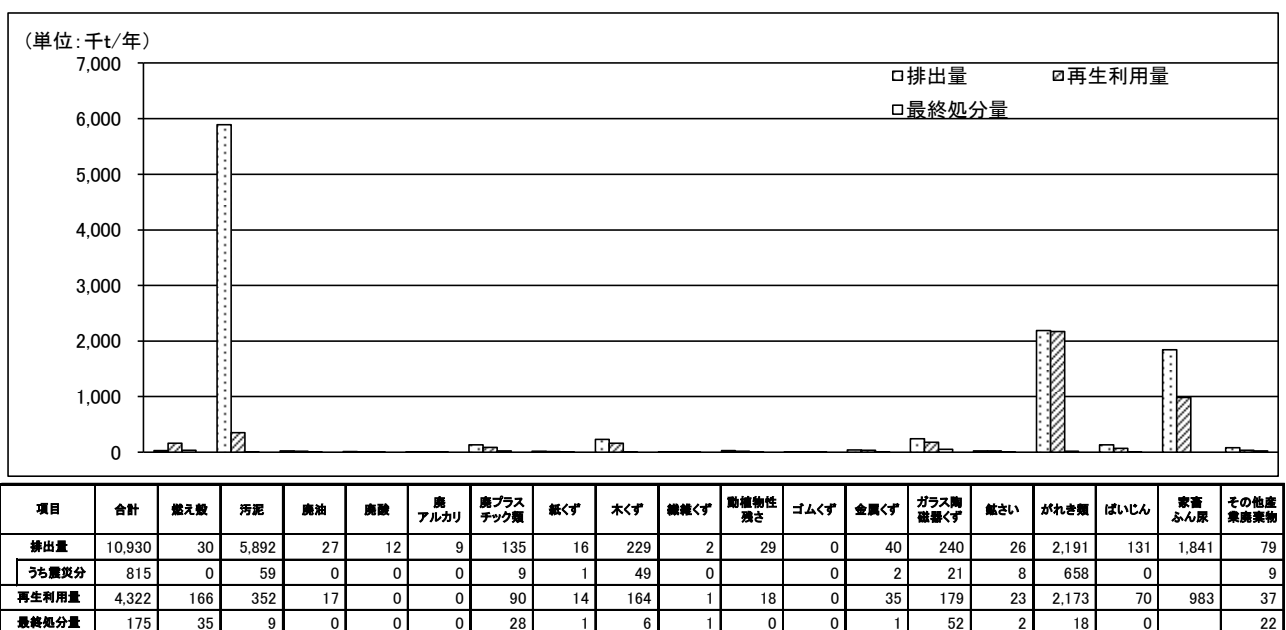 （単位：千t/年）
7,000
6,000
5,000
4,000
3,000
2,000
1,000
0
排出量 再生利用量
最終処分量
項目 合計 燃え殻 汚泥 廃油 廃酸 廃アルカリ 廃プラスチック類 紙くず 木くず 繊維くず 動植物性残さ ゴムくず 金属くず ガラス陶磁器くず 鉱さい がれき類 ばいじん 家畜ふん尿 その他産業廃棄物
排出量 10,930 30 5,892 27 12 9 135 16 229 2 29 0 40 240 26 2,191 131 1,841 79
うち震災分 815 0 59 0 0 0 9 1 49 0 0 2 21 8 658 0 9
再生利用量 4,322 166 352 17 0 0 90 14 164 1 18 0 35 179 23 2,173 70 983 37
最終処分量 175 35 9 0 0 0 28 1 6 1 0 0 1 52 2 18 0 22